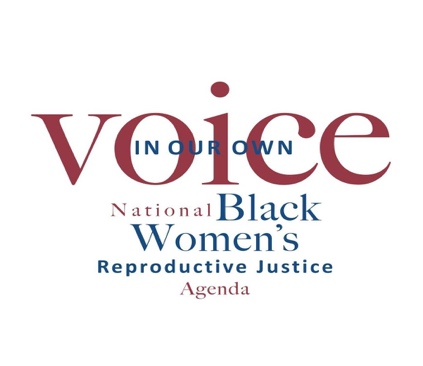 IN OUR OWN
voice
National Black
Women's
Reproductive Justice
Agenda